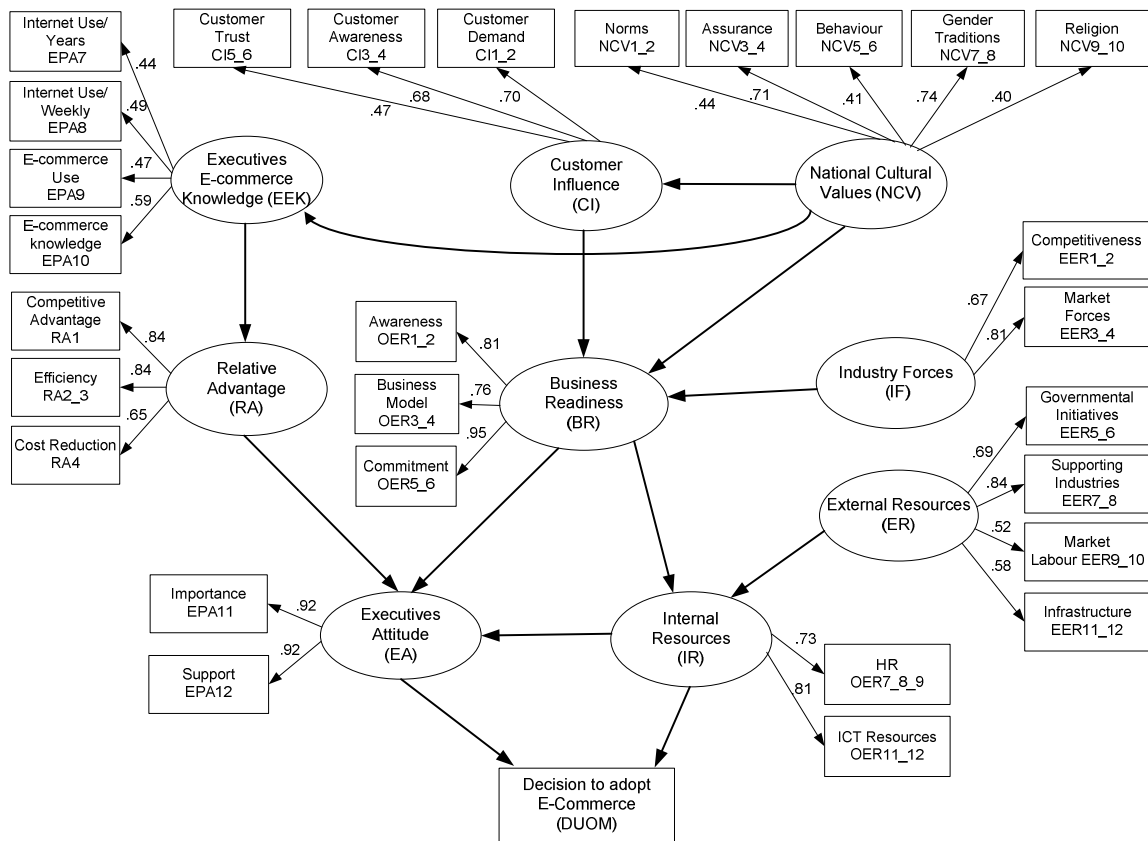 Internet Use/
Years
EPA7
Customer
Trust
CI5_6
Customer
Awareness
CI3_4
Customer
Demand
CI1_2
Norms
NCV1_2
Assurance
NCV3_4
Behaviour
NCV5_6
Gender
Traditions
NCV7_8
Religion
NCV9_10
.44
.47
.68
.70
.44
.71
.41
.74
.40
Internet Use/
Weekly
EPA8
.49
E-commerce
Use
EPA9
.47
E-commerce
knowledge
EPA10
.59
Executives
E-commerce
Knowledge (EEK)
Customer
Influence
(CI)
National Cultural
Values (NCV)
Competitiveness
EER1_2
.67
Market
Forces
EER3_4
.81
Competitive
Advantage
RA1
.84
Efficiency
RA2_3
.84
Cost Reduction
RA4
.65
Relative
Advantage
(RA)
Awareness
OER1_2
.81
Business
Model
OER3_4
.76
Commitment
OER5_6
.95
Business
Readiness
(BR)
Industry Forces
(IF)
Governmental
Initiatives
EER5_6
.69
Supporting
Industries
EER7_8
.84
Market
Labour EER9_10
.52
Infrastructure
EER11_12
.58
External Resources
(ER)
Importance
EPA11
.92
Support
EPA12
.92
Executives
Attitude
(EA)
Internal
Resources
(IR)
.73
HR
OER7_8_9
.81
ICT Resources
OER11_12
Decision to adopt
E-Commerce
(DUOM)